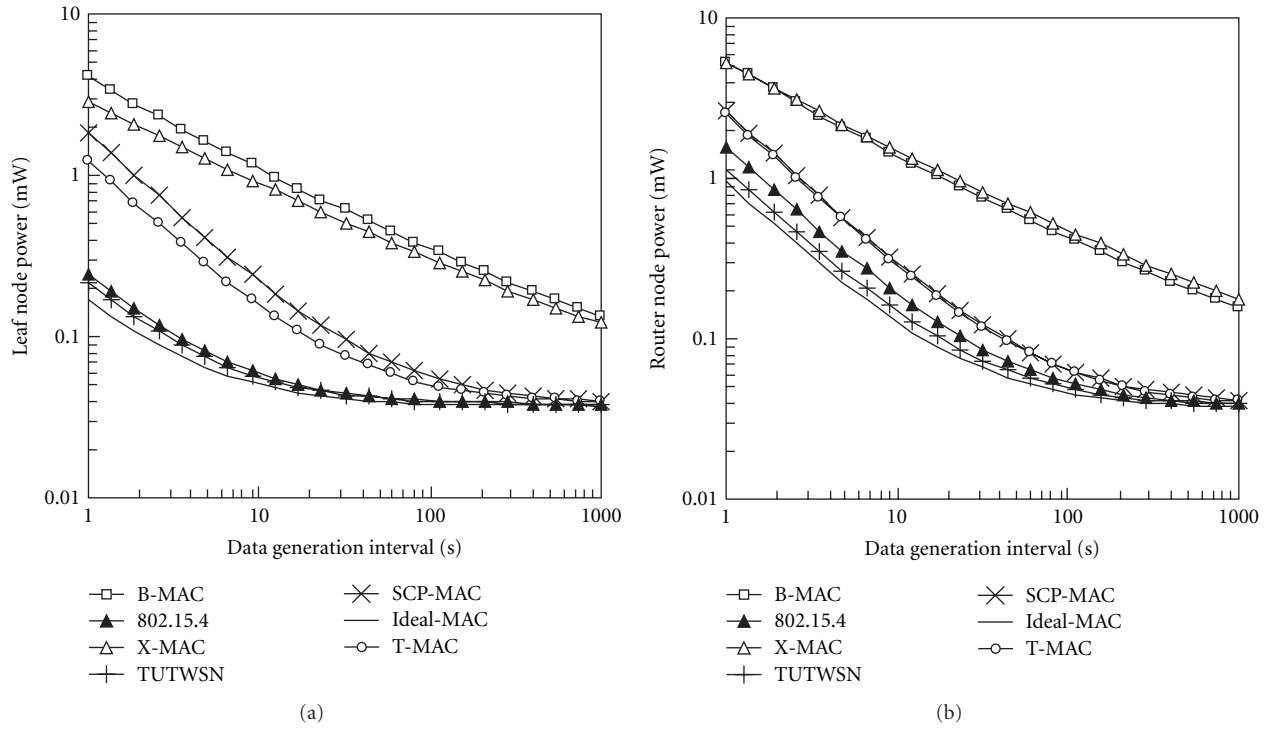 10
1
0.1
0.01
Leaf node power (mW)
1
10
100
1000
Data generation interval (s)
B-MAC
802.15.4
X-MAC
TUTWSN
SCP-MAC
Ideal-MAC
T-MAC
(a)
10
1
0.1
0.01
Router node power (mW)
1
10
100
1000
Data generation interval (s)
B-MAC
802.15.4
X-MAC
TUTWSN
SCP-MAC
Ideal-MAC
T-MAC
(b)